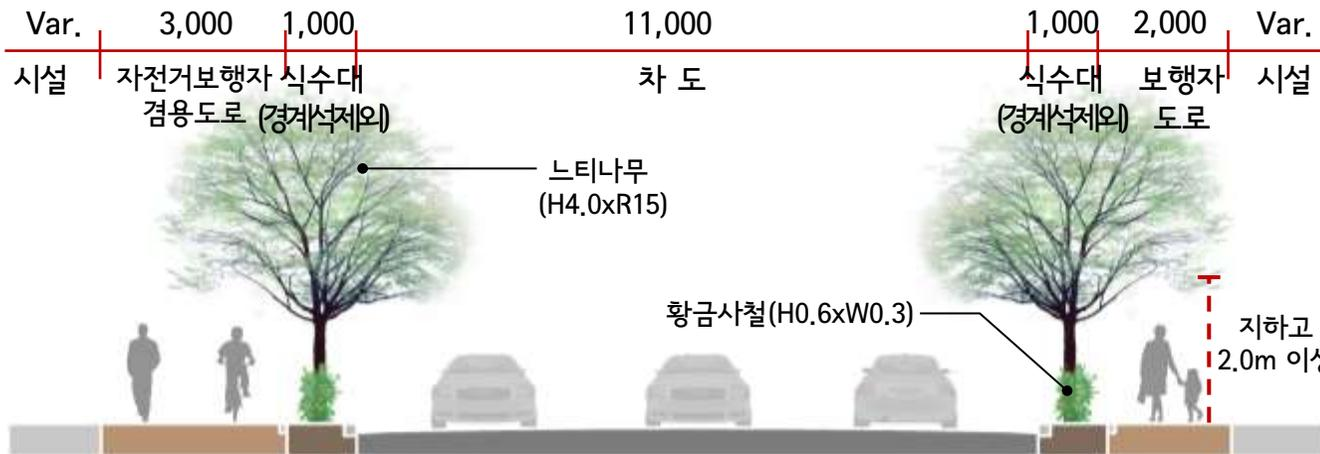 Var. 3,000 1,000 11,000 1,000 2,000 Var.
시설 자전거보행자 식수대 차 도 식수대 보행자 시설
겸용도로 (경계석제외) (경계석제외) 도로
느티나무
(H4.0xR15)
황금사철(H0.6xW0.3)
지하고
2.0m